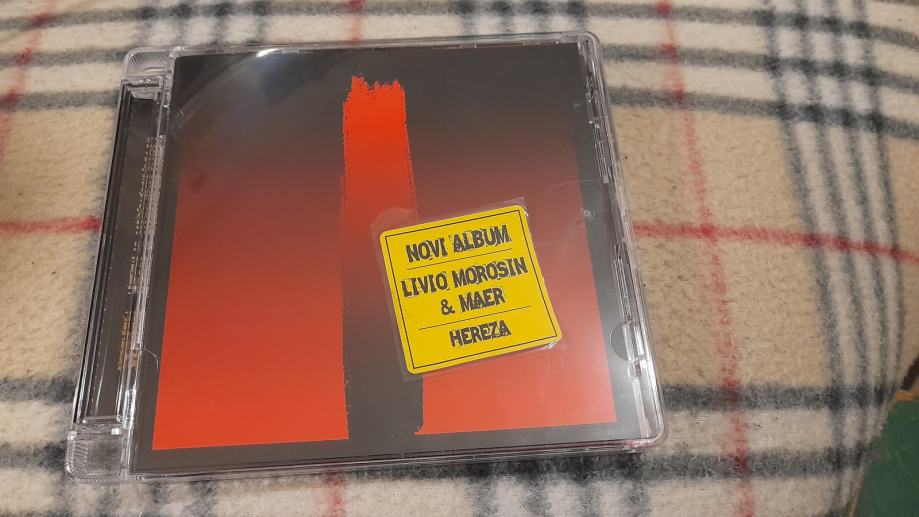 NOVI ALBUM
LIVIO MOROSIN
& MAER
HEREZA